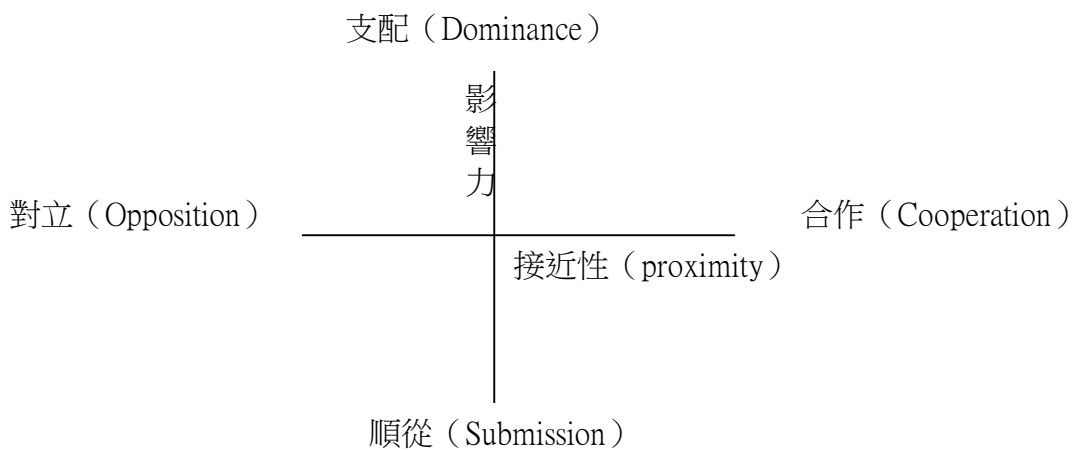 支配（Dominance）
影
響
力
對立（Opposition）
合作（Cooperation）
接近性（proximity）
順從（Submission）